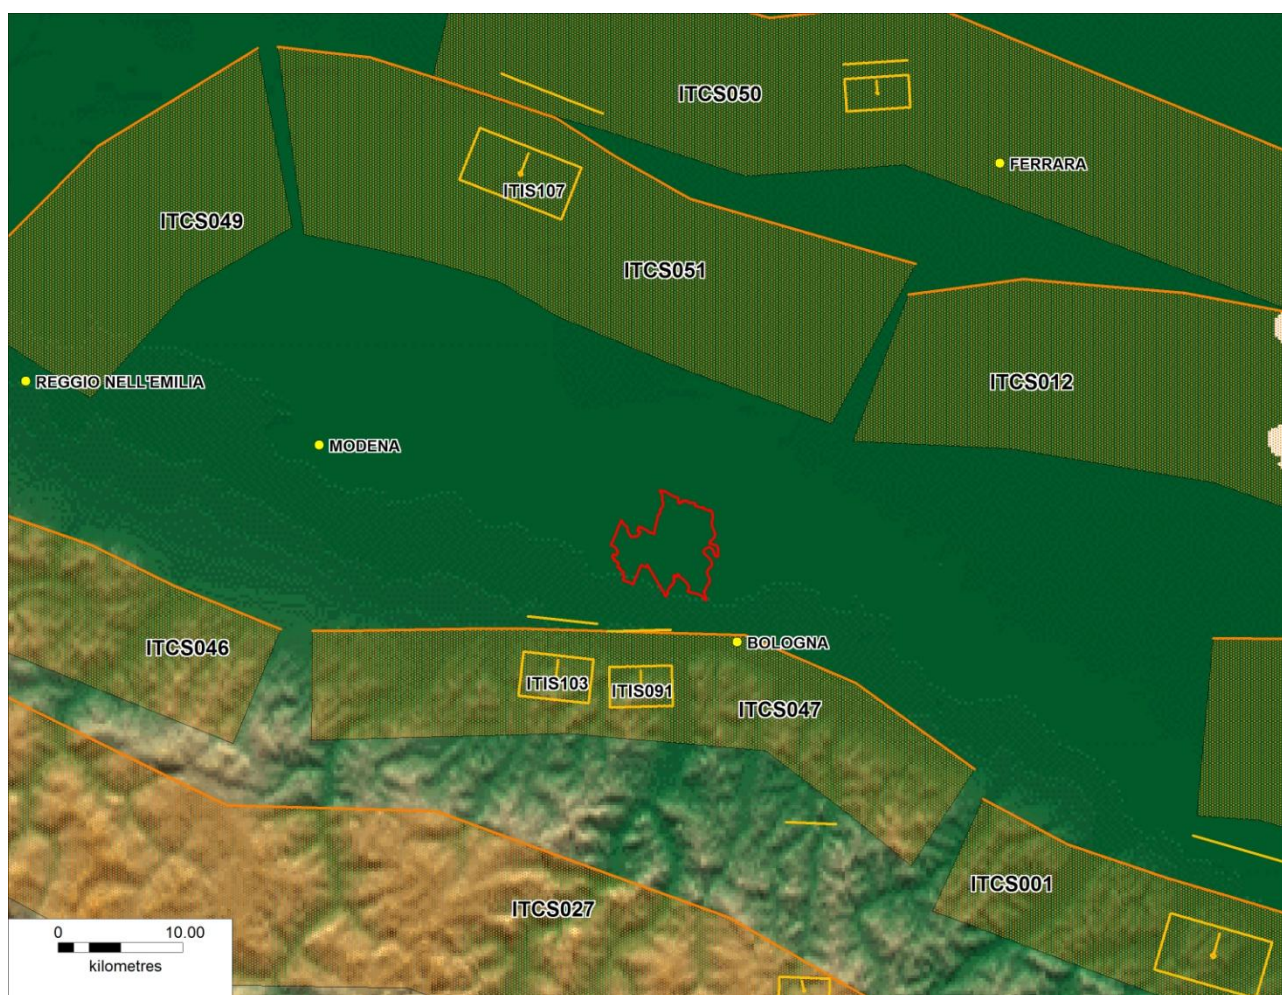 ITCS050
FERRARA
ITIS107
ITCS049
ITCS051
REGGIO NELL'EMILIA
ITCS012
MODENA
ITCS046
BOLOGNA
ITIS103
ITIS091
ITCS047
ITCS001
ITCS027
0 10.00
kilometres